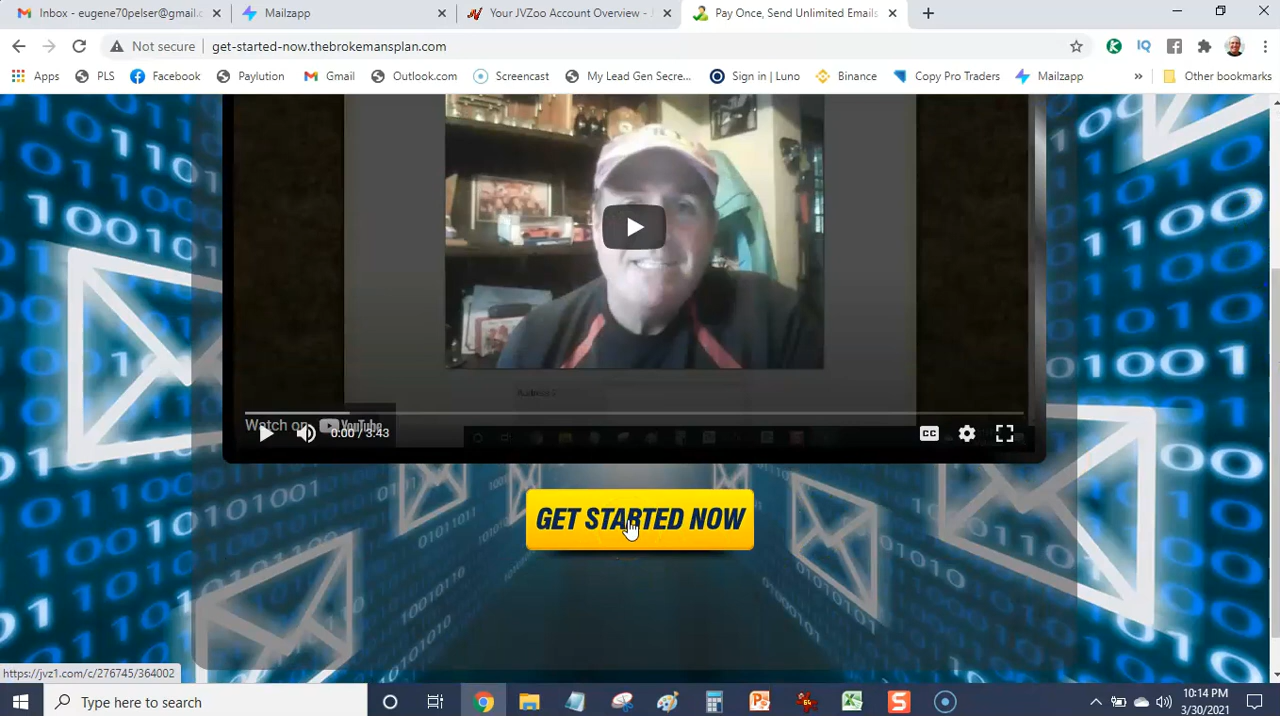 Inbox - eugene70pelser@gmail.c
Mailzapp
Your JVZoo Account Overview - J
Pay Once, Send Unlimited Emails
Not secure
get-started-now.thebrokemansplan.com
Apps
PLS
Facebook
Paylution
Gmail
Outlook...
Screencast
My Lead Gen Secre...
Sign in | Luno
Binance
Copy Pro Traders
Mailzapp
»
Other bookmarks
Watch on YouTube
0:00 / 3:43
CC
GET STARTED NOW
https://jvz1.com/c/276745/364002
Type here to search
10:14 PM
3/30/2021